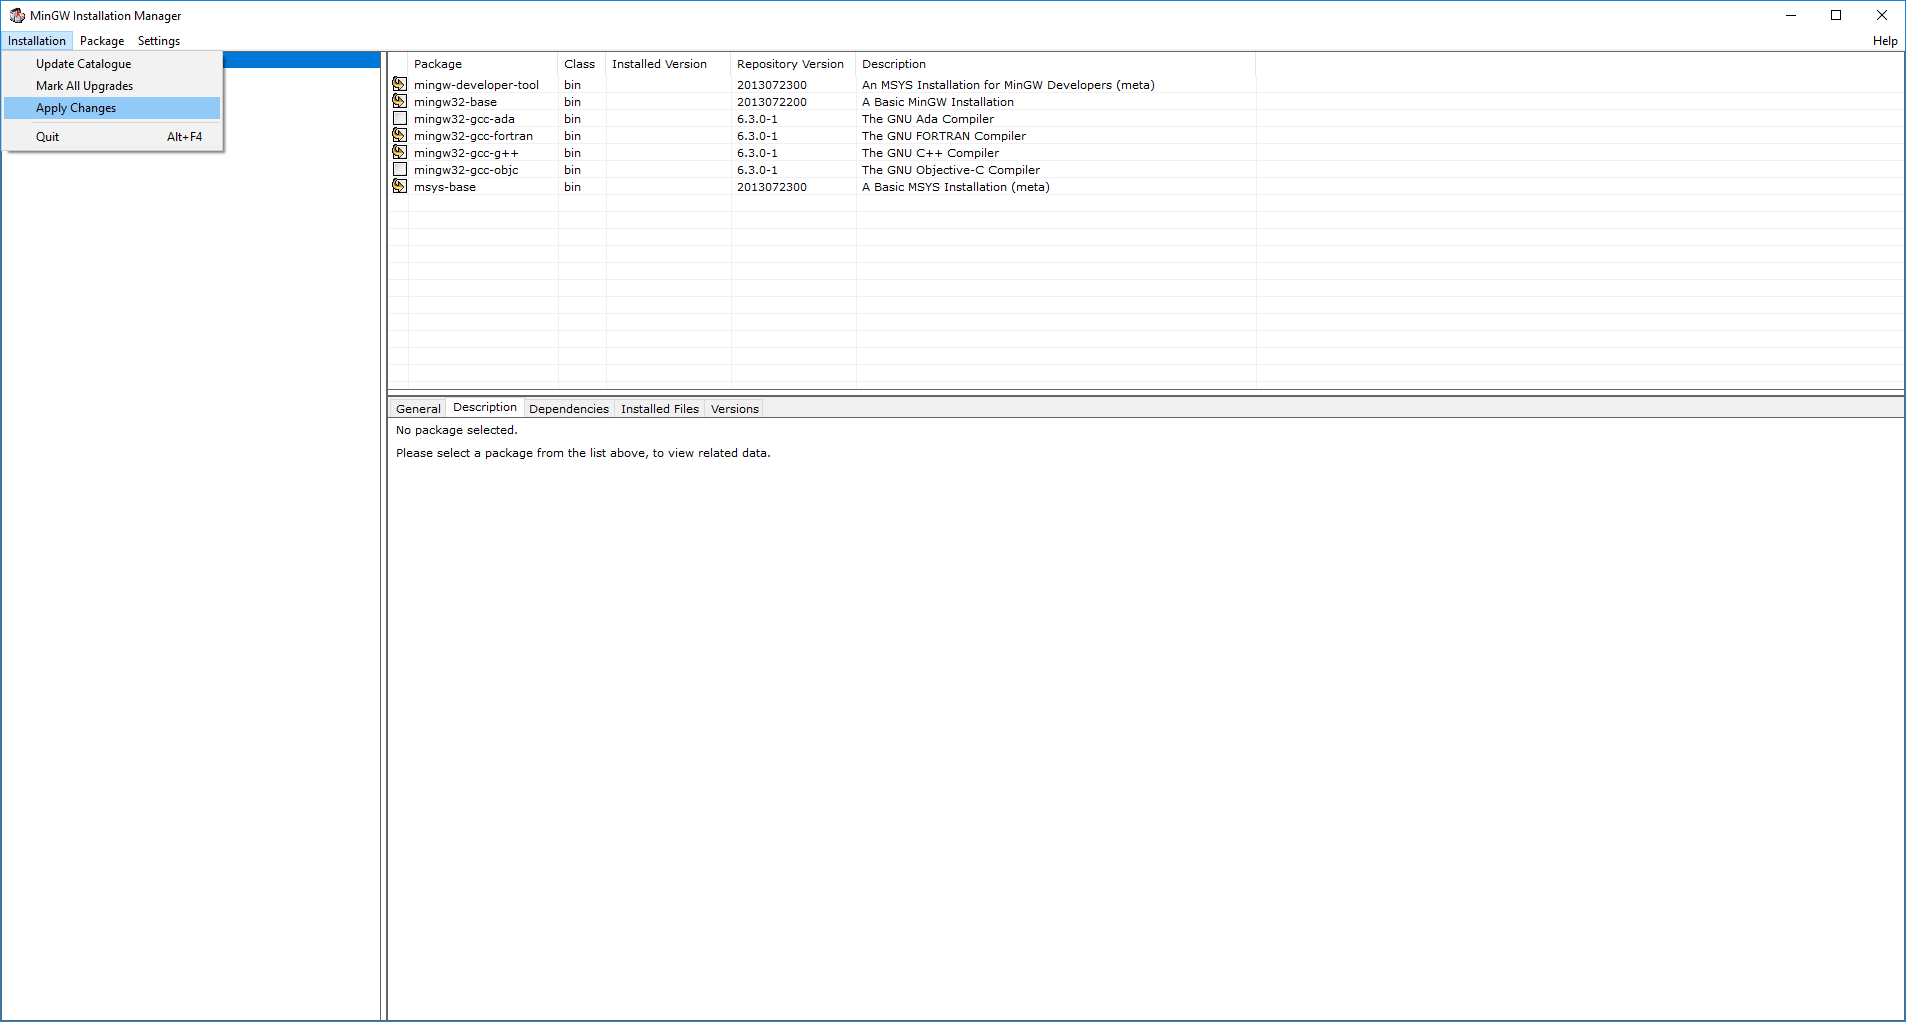 MinGW Installation Manager
Installation Package Settings Help
Update Catalogue
Mark All Upgrades
Apply Changes
Quit Alt+F4
Package Class Installed Version Repository Version Description
mingw-developer-tool bin 2013072300 An MSYS Installation for MinGW Developers (meta)
mingw32-base bin 2013072200 A Basic MinGW Installation
mingw32-gcc-ada bin 6.3.0-1 The GNU Ada Compiler
mingw32-gcc-fortran bin 6.3.0-1 The GNU FORTRAN Compiler
mingw32-gcc-g++ bin 6.3.0-1 The GNU C++ Compiler
mingw32-gcc-objc bin 6.3.0-1 The GNU Objective-C Compiler
msys-base bin 2013072300 A Basic MSYS Installation (meta)
General Description Dependencies Installed Files Versions
No package selected.
Please select a package from the list above, to view related data.